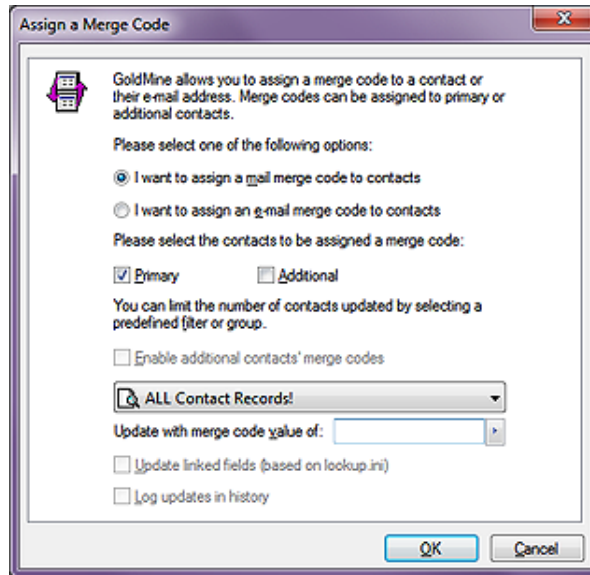 Assign a Merge Code
GoldMine allows you to assign a merge code to a contact or
their e-mail address. Merge codes can be assigned to primary or
additional contacts.
Please select one of the following options:
I want to assign a mail merge code to contacts
I want to assign an e-mail merge code to contacts
Please select the contacts to be assigned a merge code:
Primary Additional
You can limit the number of contacts updated by selecting a
predefined filter or group.
Enable additional contacts' merge codes
ALL Contact Records!
Update with merge code value of:
Update linked fields (based on lookup.ini)
Log updates in history
OK Cancel